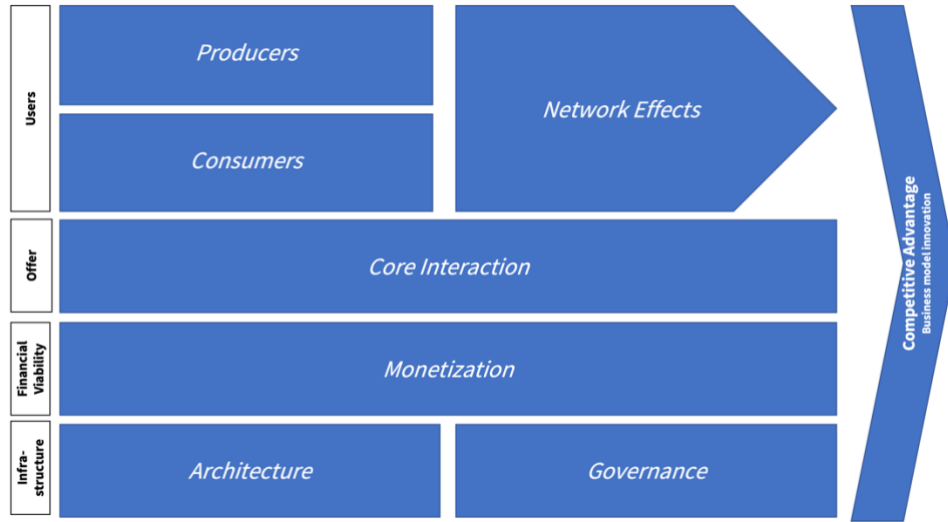 Users
Producers
Consumers
Network Effects
Offer
Core Interaction
Financial
Viability
Monetization
Infra-
structure
Architecture
Governance
Competitive Advantage
Business model innovation